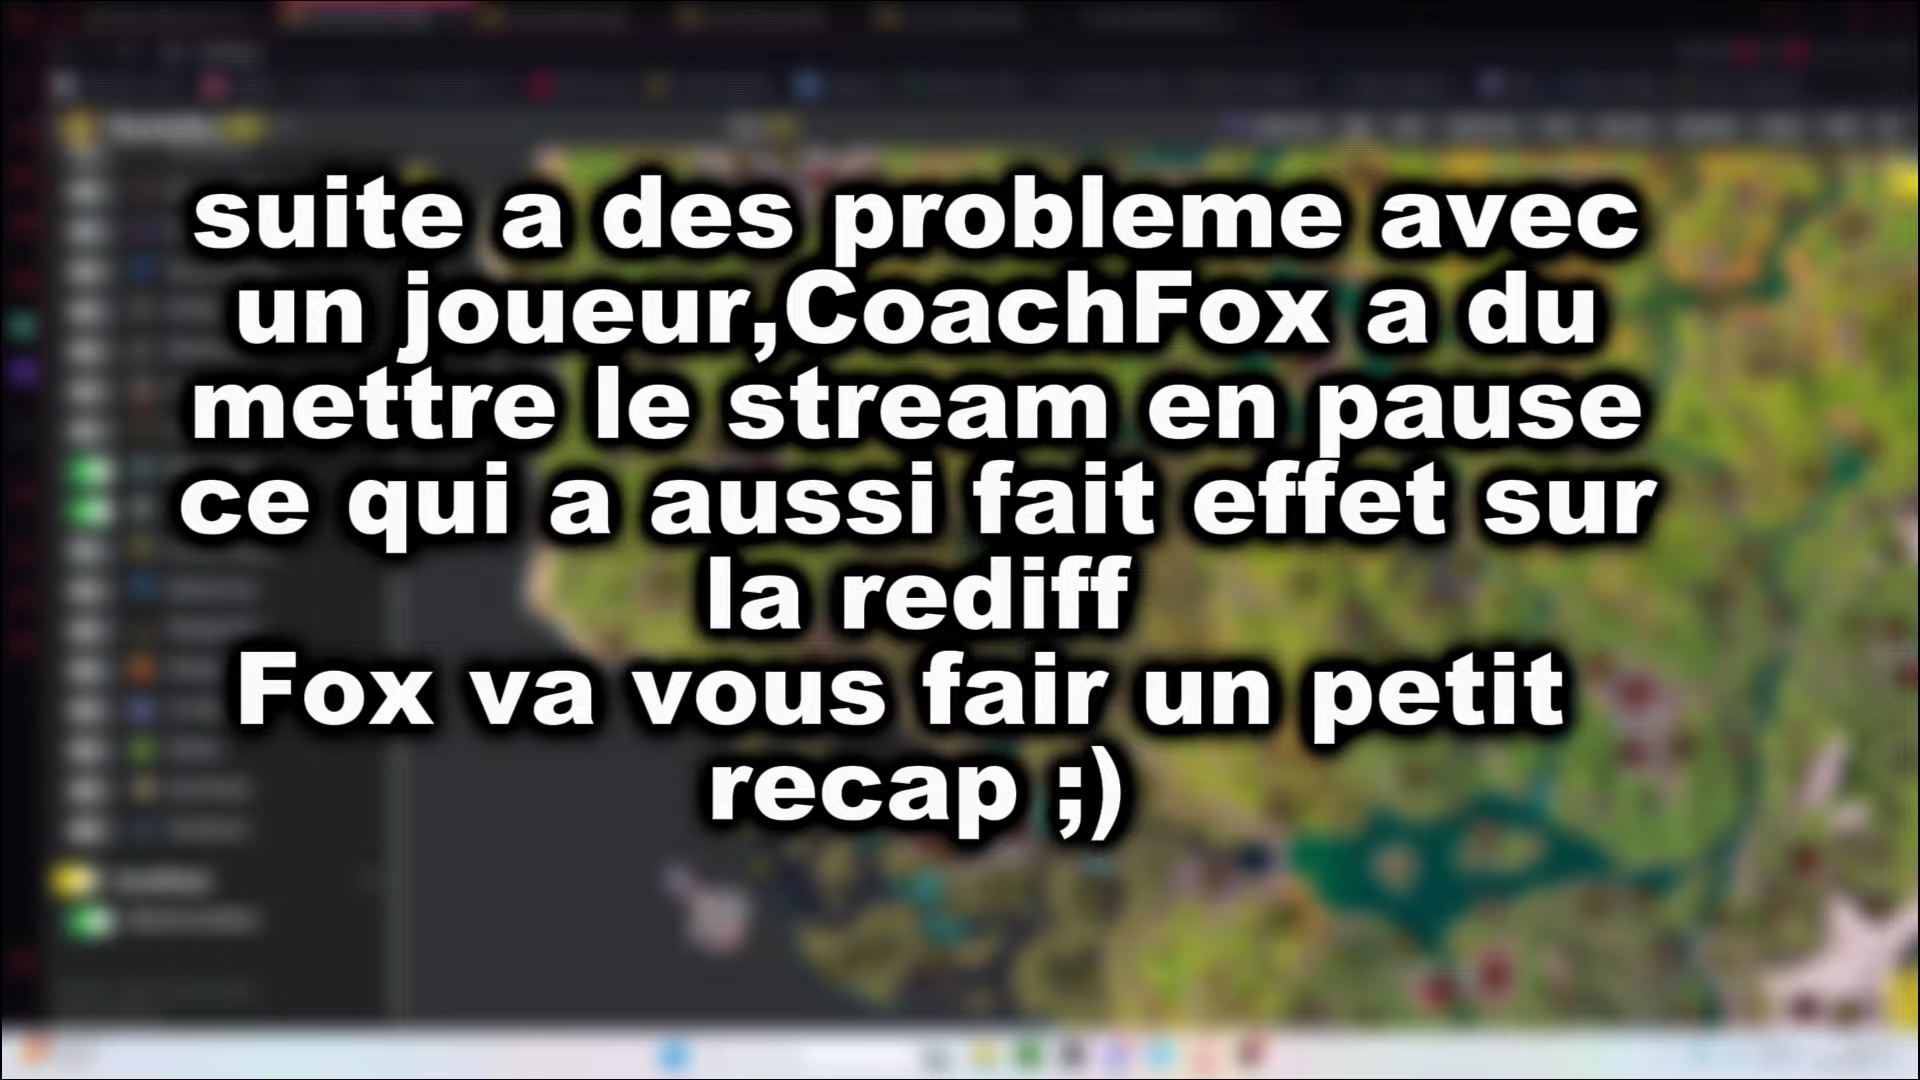 suite a des probleme avec
un joueur,CoachFox a du
mettre le stream en pause
ce qui a aussi fait effet sur
la rediff
Fox va vous fair un petit
recap ;)